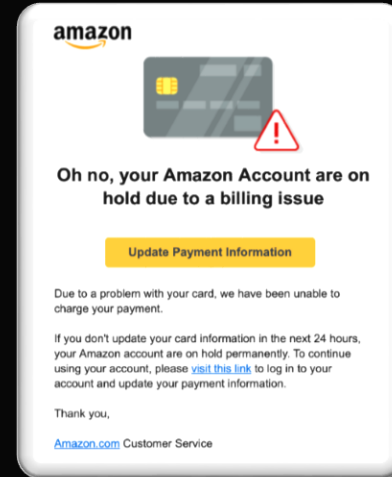 amazon
!
Oh no, your Amazon Account are on
hold due to a billing issue
Update Payment Information
Due to a problem with your card, we have been unable to
charge your payment.
If you don't update your card information in the next 24 hours,
your Amazon account are on hold permanently. To continue
using your account, please visit this link to log in to your
account and update your payment information.
Thank you,
Amazon.com Customer Service